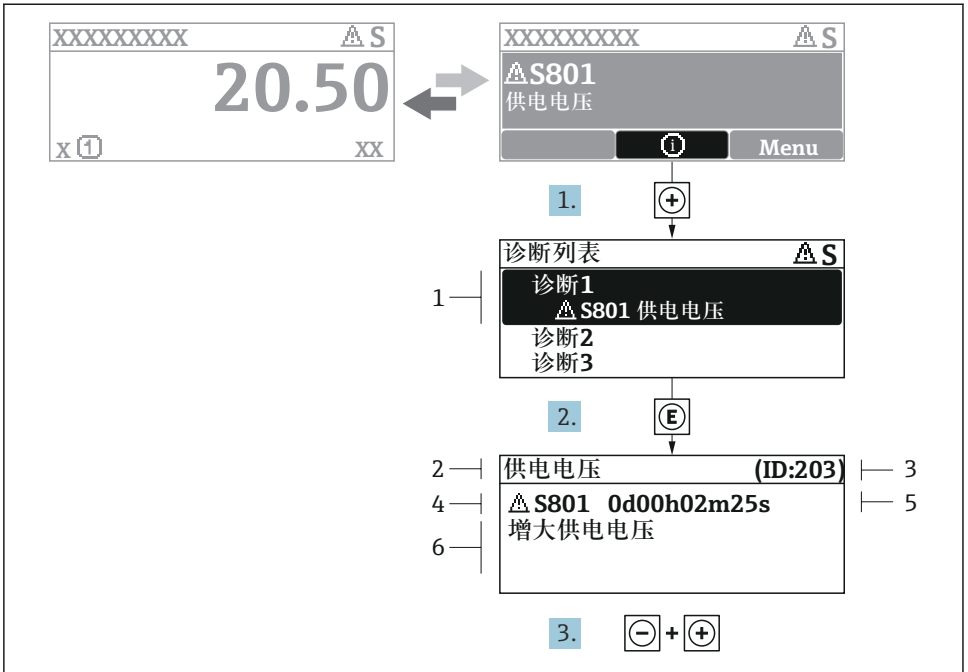 XXXXXXXXX ⚠S
20.50
X ① XX
XXXXXXXXX ⚠S
⚠S801
供电电压
ⓘ Menu
1. +
诊断列表 ⚠S
1
诊断1
⚠ S801 供电电压
诊断2
诊断3
2. E
2 供电电压 (ID:203) 3
4 ⚠ S801 0d00h02m25s 5
增大供电电压
6
3. - + +